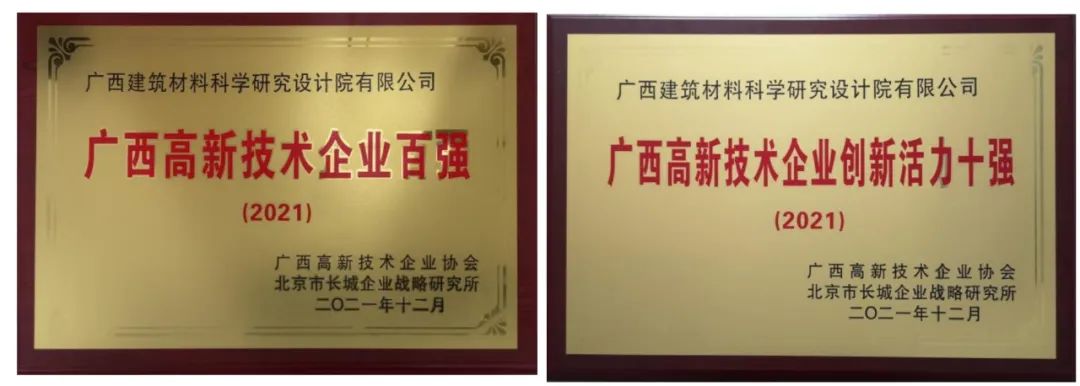 广西建筑材料科学研究设计院有限公司
广西高新技术企业百强
(2021)
广西高新技术企业协会
北京市长城企业战略研究所
二〇二一年十二月
广西建筑材料科学研究设计院有限公司
广西高新技术企业创新活力十强
(2021)
广西高新技术企业协会
北京市长城企业战略研究所
二〇二一年十二月